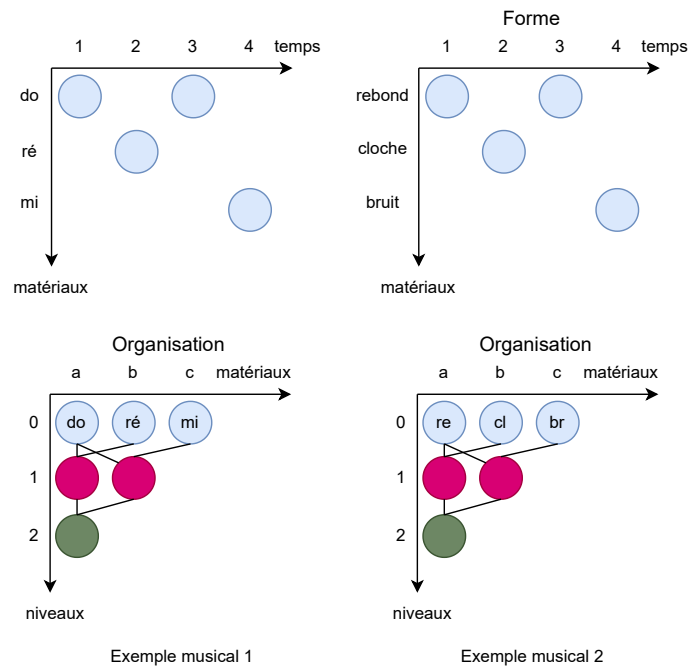 Forme
1 2 3 4 temps
do
ré
mi
matériaux
1 2 3 4 temps
rebond
cloche
bruit
matériaux
Organisation
a b c matériaux
0 do ré mi
1
2
niveaux
Exemple musical 1
Organisation
a b c matériaux
0 re cl br
1
2
niveaux
Exemple musical 2